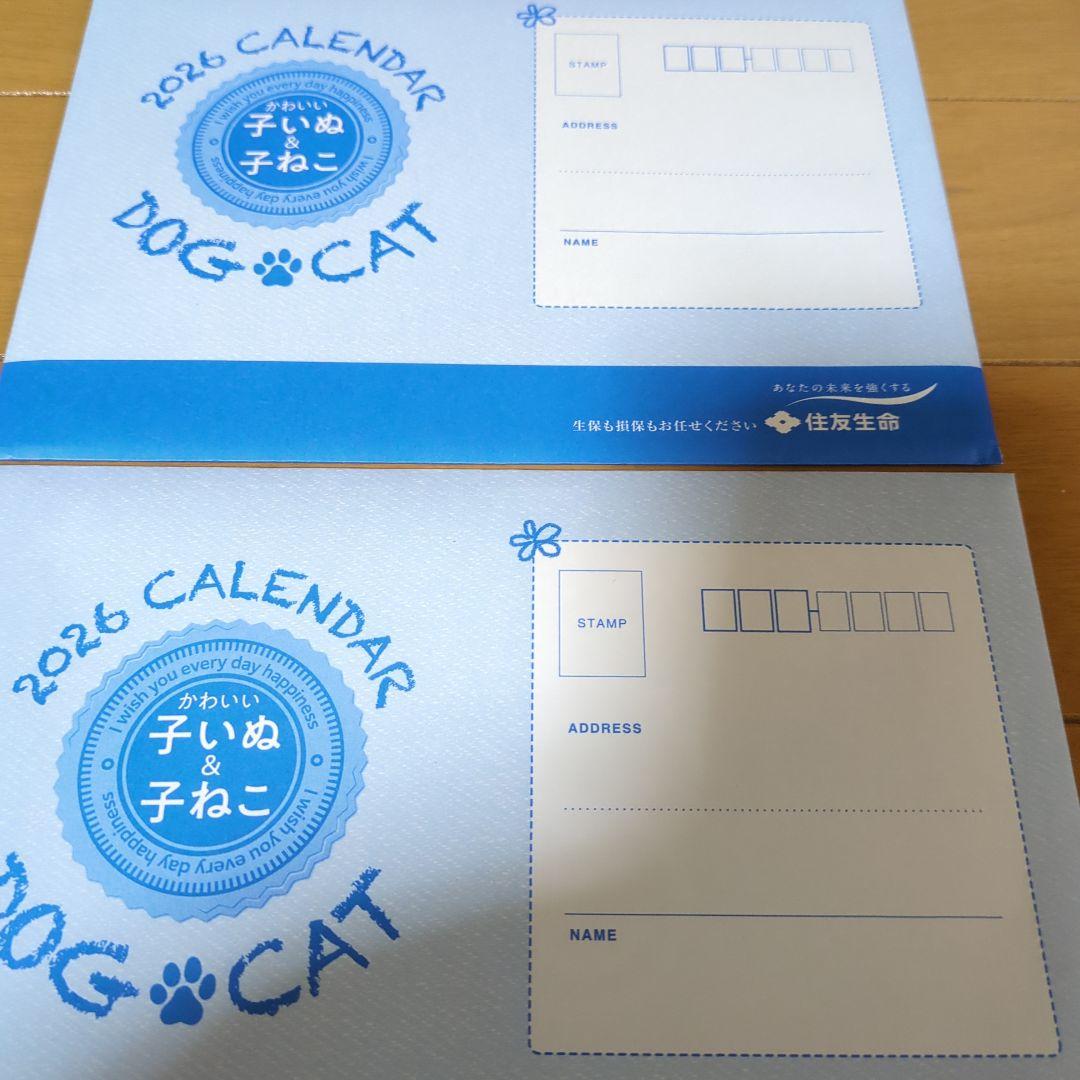 2026 CALENDAR
I wish you every day happiness
かわいい
子いぬ
&
子ねこ
I wish you every day happiness
DOG CAT
STAMP
ADDRESS
NAME
あなたの未来を強くする
生保も損保もお任せください 住友生命
2026 CALENDAR
I wish you every day happiness
かわいい
子いぬ
&
子ねこ
I wish you every day happiness
DOG CAT
STAMP
ADDRESS
NAME